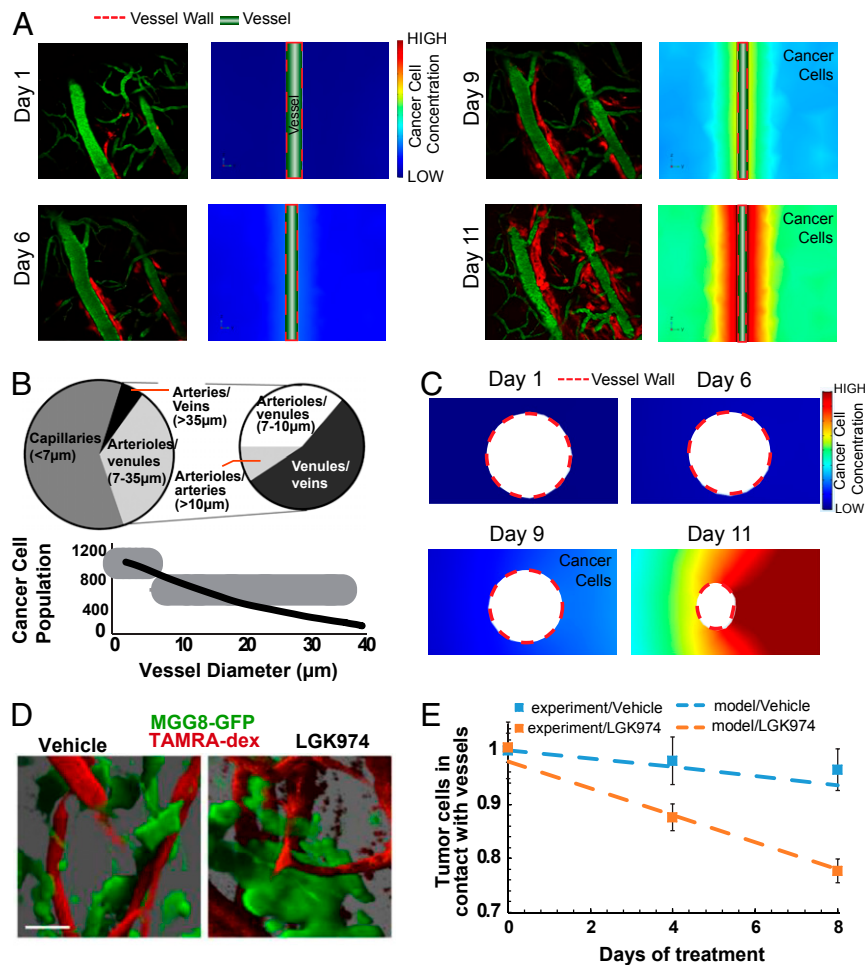 Vessel Wall Vessel
A
Day 1
Vessel
HIGH
Cancer Cell
Concentration
LOW
Day 9
Cancer
Cells
Day 6
Day 11
Cancer
Cells
B
Capillaries
(<7µm)
Arteries/
Veins
(>35µm)
Arterioles/
venules
(7-35µm)
Arterioles/
venules
(7-10µm)
Arterioles/
arteries
(>10µm)
Venules/
veins
Cancer Cell
Population
1200
800
400
0
0 10 20 30 40
Vessel Diameter (µm)
C
Day 1
Vessel Wall
Day 6
HIGH
Cancer Cell
Concentration
LOW
Day 9
Cancer
Cells
Day 11
D
MGG8-GFP
TAMRA-dex
Vehicle
LGK974
E
experiment/Vehicle
model/Vehicle
experiment/LGK974
model/LGK974
Tumor cells in
contact with vessels
1
0.9
0.8
0.7
0 2 4 6 8
Days of treatment